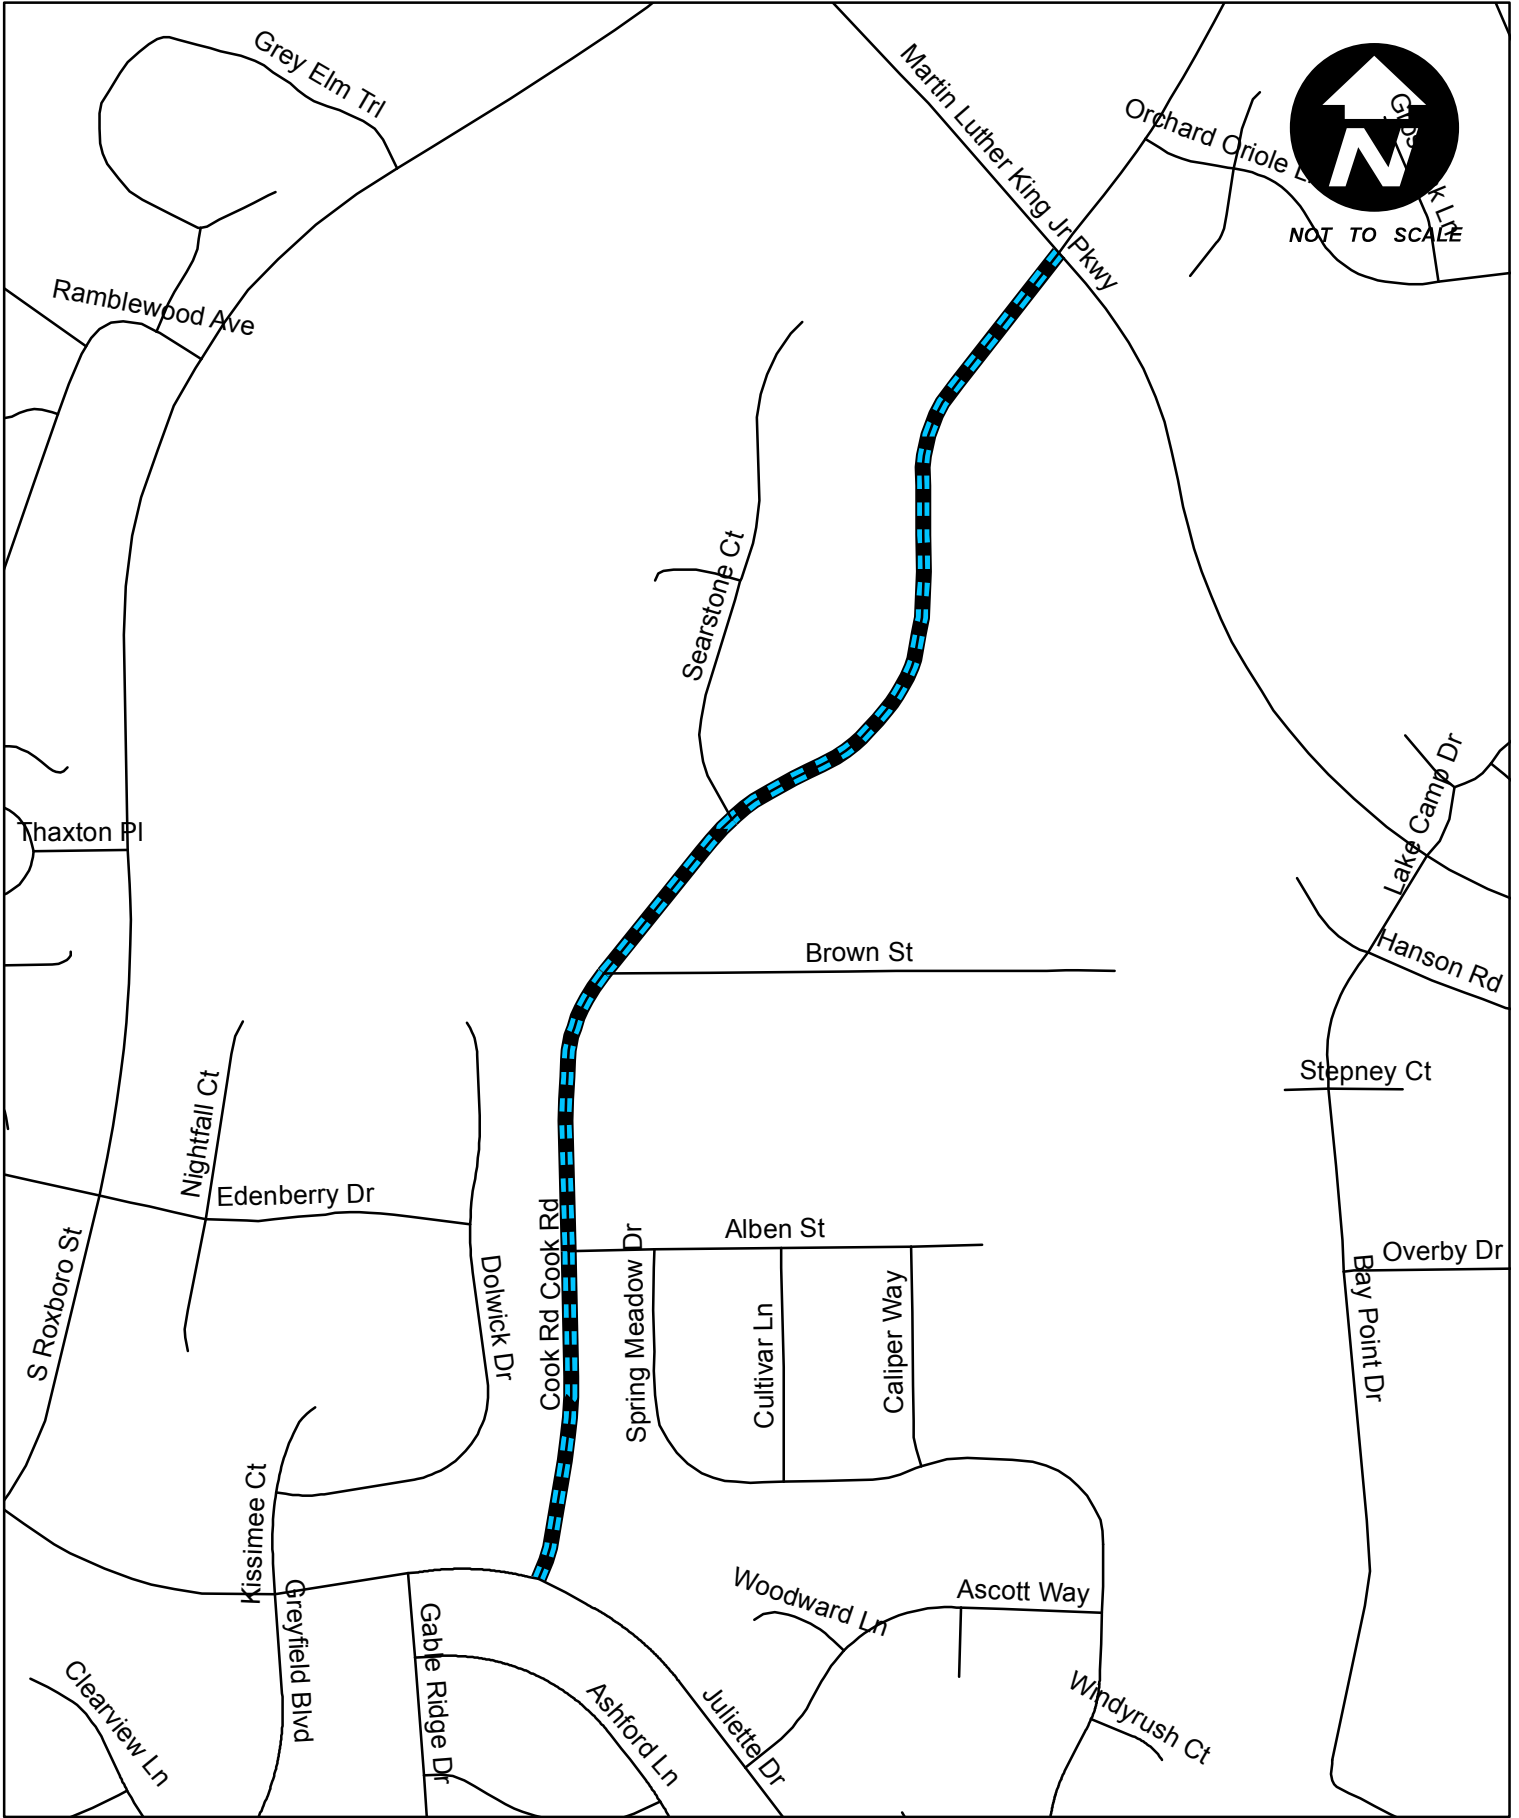 Grey Elm Trl
Martin Luther King Jr Pkwy
Orchard Oriole
N
NOT TO SCALE
Ramblewood Ave
Searstone Ct
Lake Camp Dr
Thaxton Pl
Brown St
Hanson Rd
Stepney Ct
Nightfall Ct
Edenberry Dr
Cook Rd Cook Rd
Alben St
Overby Dr
S Roxboro St
Dolwick Dr
Spring Meadow Dr
Cultivar Ln
Caliper Way
Bay Point Dr
Kissimee Ct
Woodward Ln
Ascott Way
Greyfield Blvd
Gable Ridge Dr
Clearview Ln
Ashford Ln
Juliette Dr
Windyrush Ct